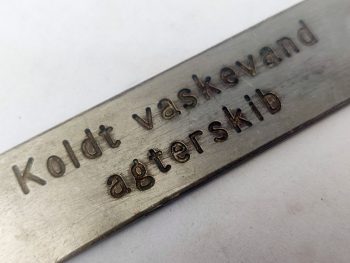 Koldt vaskevand
agterskib